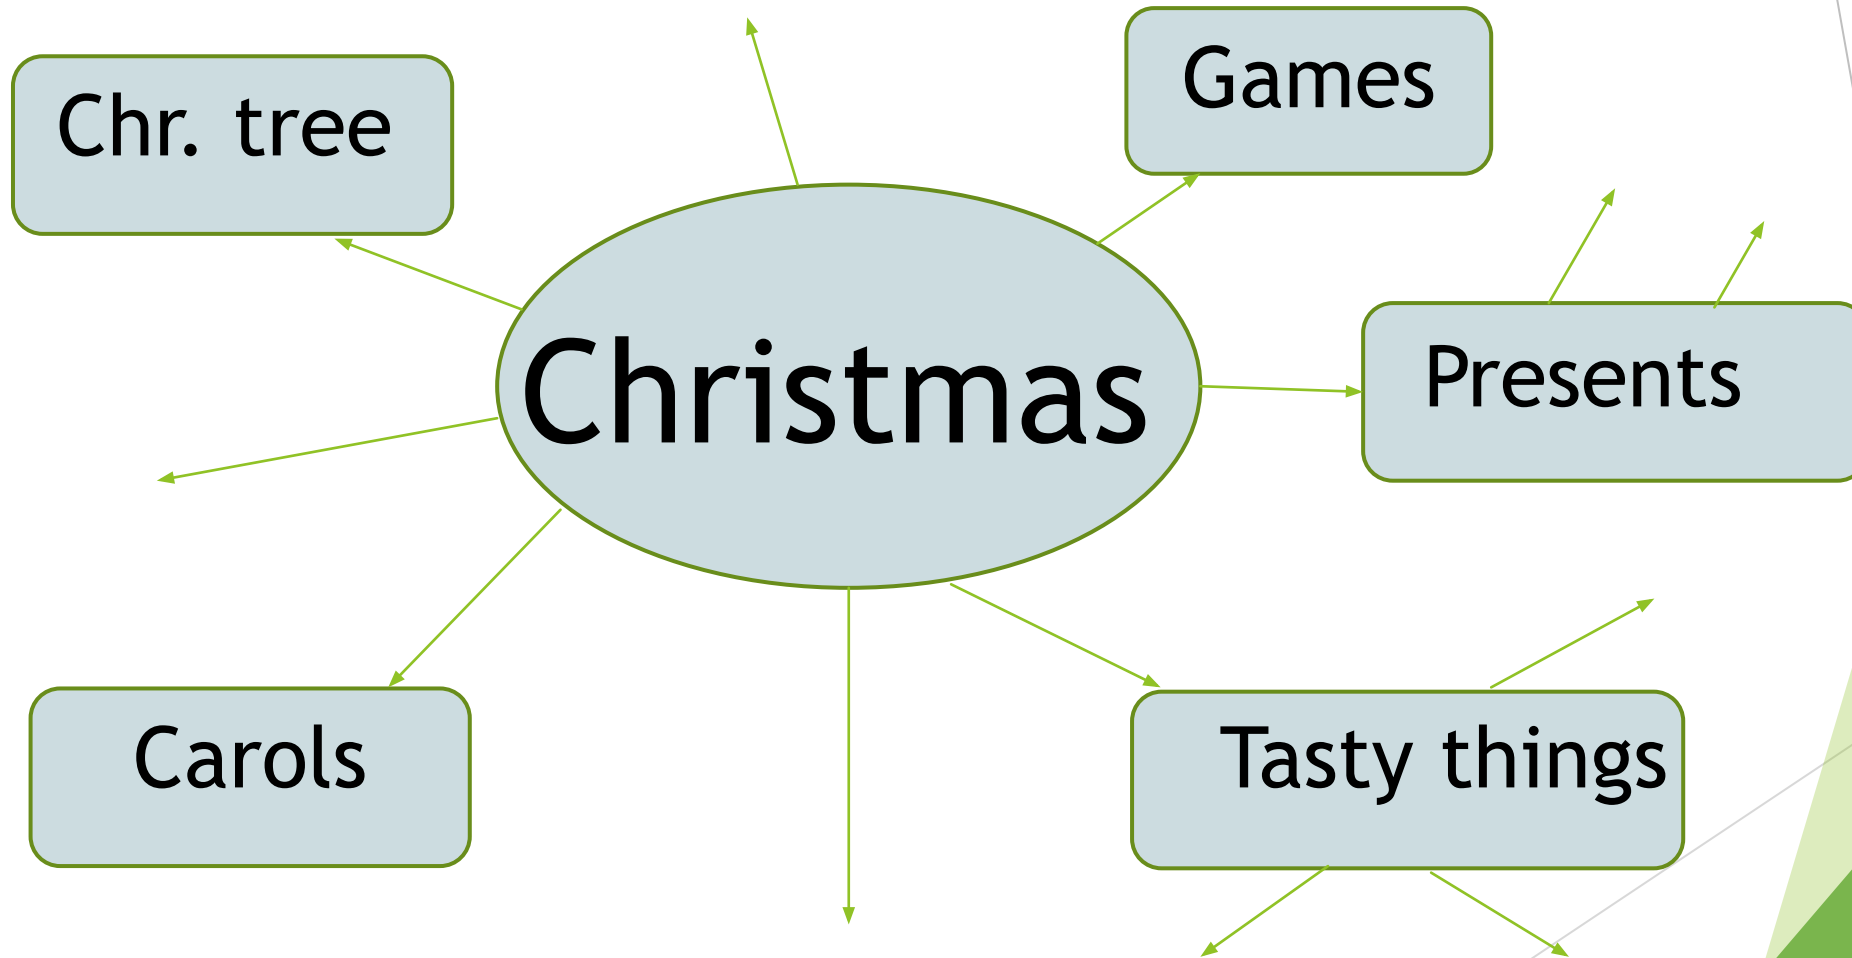 Games
Chr. tree
Christmas
Presents
Carols
Tasty things